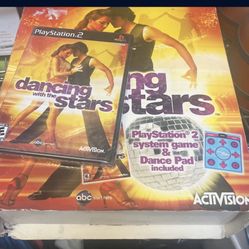 PlayStation 2
dancing
with the
stars
ACTIVISION
ng
stars
PlayStation 2
system game
& Dance Pad
included
abc
ACTIVISION